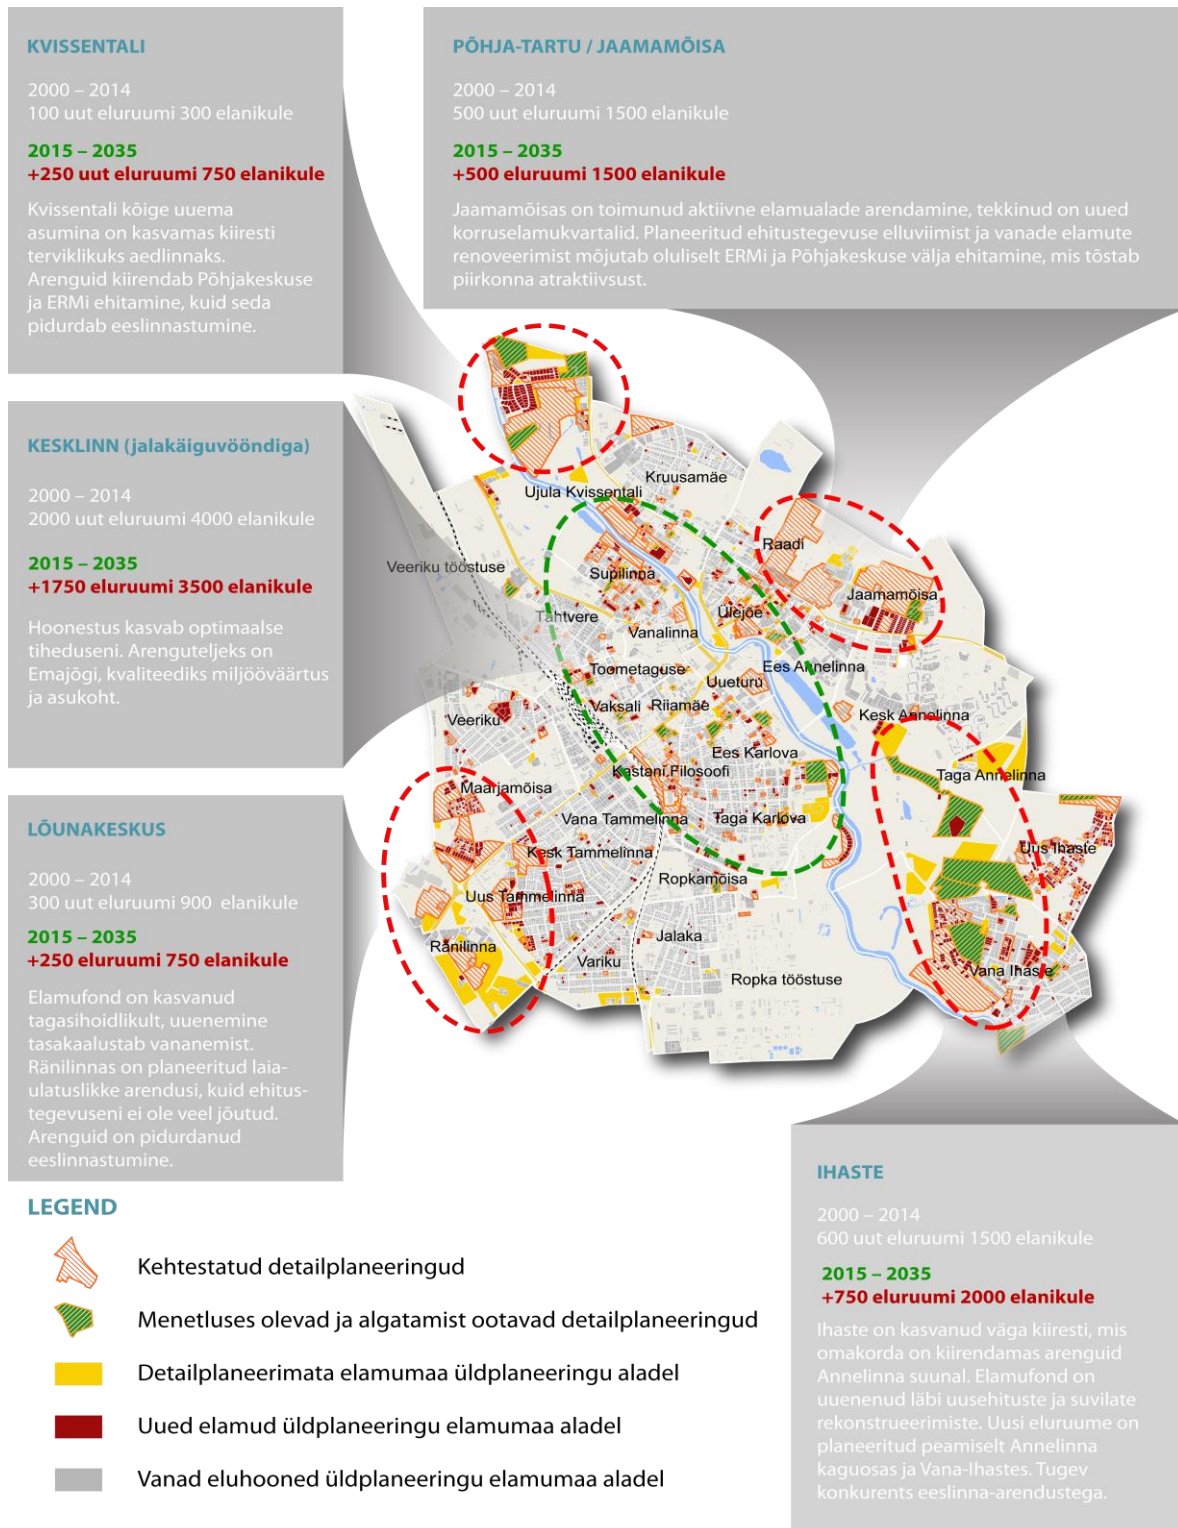 KVISSENTALI
2000 – 2014
100 uut eluruumi 300 elanikule
2015 – 2035
+250 uut eluruumi 750 elanikule
Kvissentali kõige uuema
asumina on kasvamas kiiresti
terviklikuks aedlinnaks.
Arenguid kiirendab Põhjakeskuse
ja ERMi ehitamine, kuid seda
pidurdab eeslinnastumine.
PÕHJA-TARTU / JAAMAMÕISA
2000 – 2014
500 uut eluruumi 1500 elanikule
2015 – 2035
+500 eluruumi 1500 elanikule
Jaamamõisas on toimunud aktiivne elamualade arendamine, tekkinud on uued
korruselamukvartalid. Planeeritud ehitustegevuse elluviimist ja vanade elamute
renoveerimist mõjutab oluliselt ERMi ja Põhjakeskuse välja ehitamine, mis tõstab
piirkonna atraktiivsust.
KESKLINN (jalakäiguvööndiga)
2000 – 2014
2000 uut eluruumi 4000 elanikule
2015 – 2035
+1750 eluruumi 3500 elanikule
Hoonestus kasvab optimaalse
tiheduseni. Arenguteljeks on
Emajõgi, kvaliteediks miljööväärtus
ja asukoht.
LÕUNAKESKUS
2000 – 2014
300 uut eluruumi 900 elanikule
2015 – 2035
+250 eluruumi 750 elanikule
Elamufond on kasvanud
tagasihoidlikult, uuenemine
tasakaalustab vananemist.
Ränilinnas on planeeritud laia-
ulatuslikke arendusi, kuid ehitus-
tegevuseni ei ole veel jõutud.
Arenguid on pidurdanud
eeslinnastumine.
Kruusamäe
Ujula Kvissentali
Raadi
Veeriku tööstuse
Supilinna
Jaamamõisa
Tähtvere
Ülejõe
Vanalinna
Toometaguse
Ees Annelinna
Uueturu
Vaksali
Riiamäe
Veeriku
Kesk Annelinna
Ees Karlova
Kastani Filosoofi
Taga Annelinna
Maarjamõisa
Vana Tammelinna
Taga Karlova
Kesk Tammelinna
Uus Ihaste
Ropkamõisa
Uus Tammelinna
Jalaka
Ränilinna
Variku
Vana Ihaste
Ropka tööstuse
IHASTE
2000 – 2014
600 uut eluruumi 1500 elanikule
2015 – 2035
+750 eluruumi 2000 elanikule
Ihaste on kasvanud väga kiiresti, mis
omakorda on kiirendamas arenguid
Annelinna suunal. Elamufond on
uuenenud läbi uusehituste ja suvilate
rekonstrueerimiste. Uusi eluruume on
planeeritud peamiselt Annelinna
kaguosas ja Vana-Ihastes. Tugev
konkurents eeslinna-arendustega.
LEGEND
Kehtestatud detailplaneeringud
Menetluses olevad ja algatamist ootavad detailplaneeringud
Detailplaneerimata elamumaa üldplaneeringu aladel
Uued elamud üldplaneeringu elamumaa aladel
Vanad eluhooned üldplaneeringu elamumaa aladel